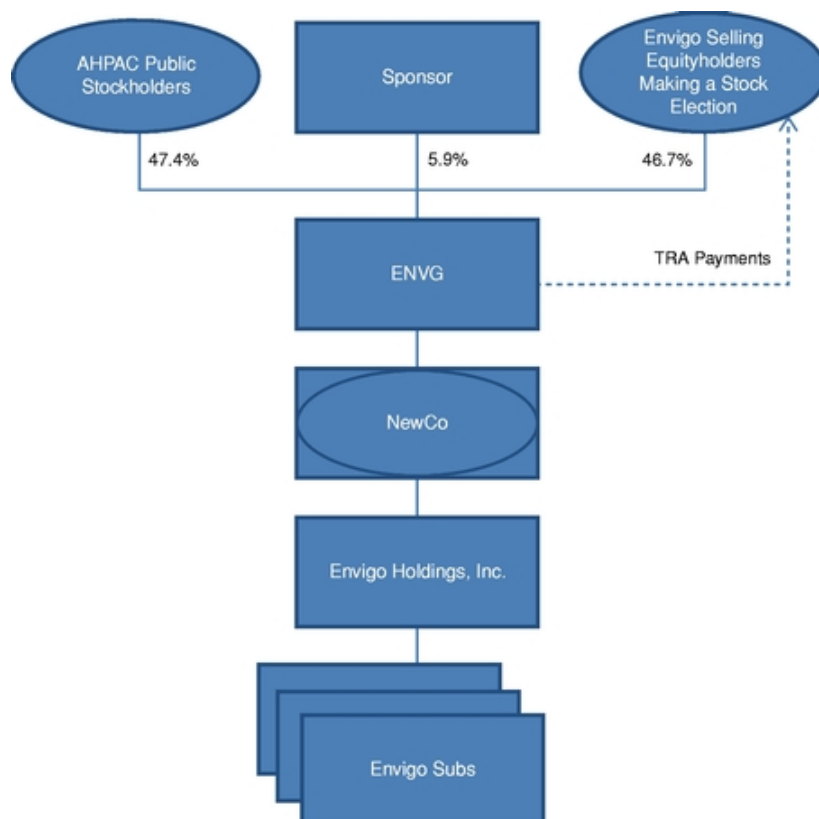 AHPAC Public
Stockholders
Sponsor
Envigo Selling
Equityholders
Making a Stock
Election
47.4%
5.9%
46.7%
ENVG
TRA Payments
NewCo
Envigo Holdings, Inc.
Envigo Subs